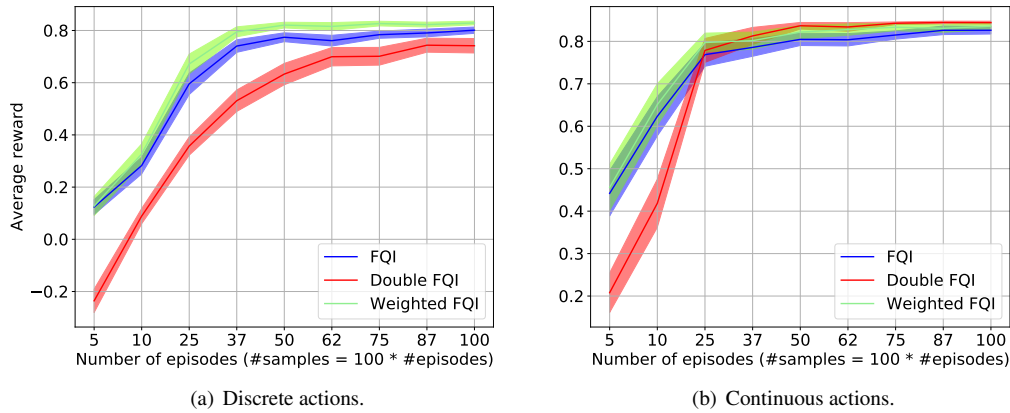 Average reward
0.8
0.6
0.4
0.2
0.0
−0.2
FQI
Double FQI
Weighted FQI
5 10 25 37 50 62 75 87 100
Number of episodes (#samples = 100 * #episodes)
(a) Discrete actions.
0.8
0.7
0.6
0.5
0.4
0.3
0.2
FQI
Double FQI
Weighted FQI
5 10 25 37 50 62 75 87 100
Number of episodes (#samples = 100 * #episodes)
(b) Continuous actions.